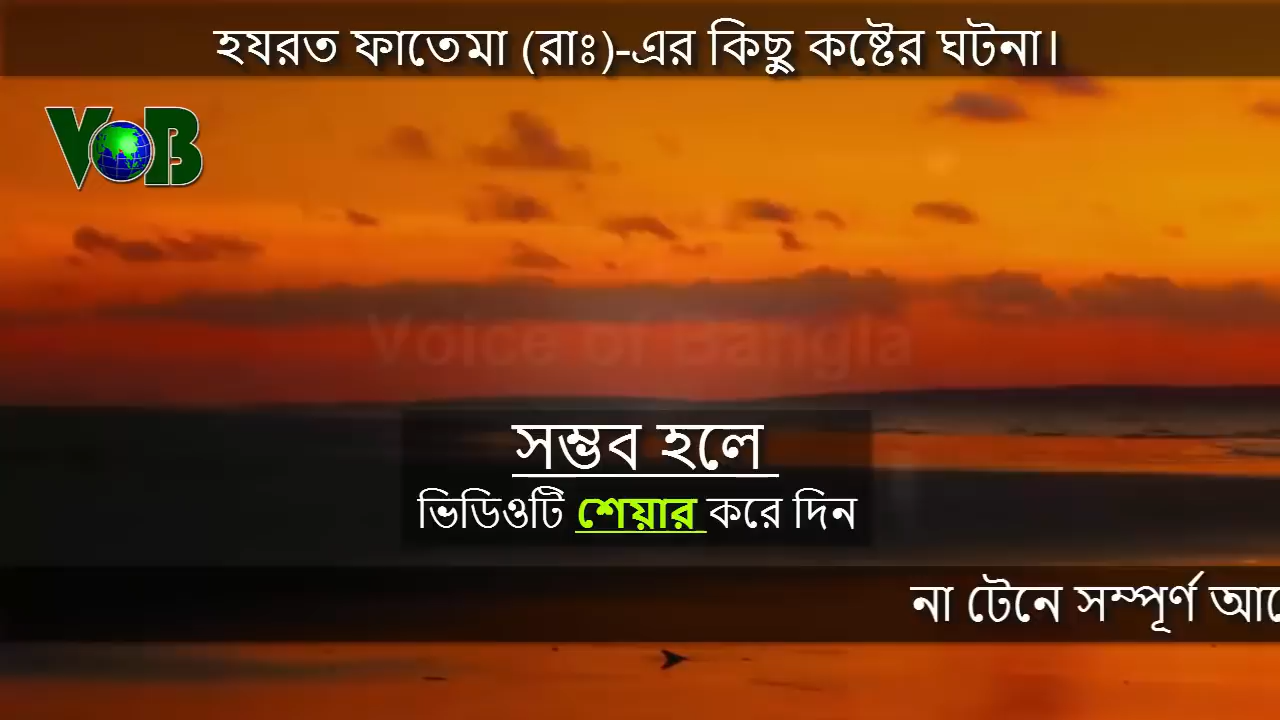 হযরত ফাতেমা (রাঃ)-এর কিছু কষ্টের ঘটনা।
VOB
Voice of Bangla
সম্ভব হলে
ভিডিওটি শেয়ার করে দিন
না টেনে সম্পূর্ণ